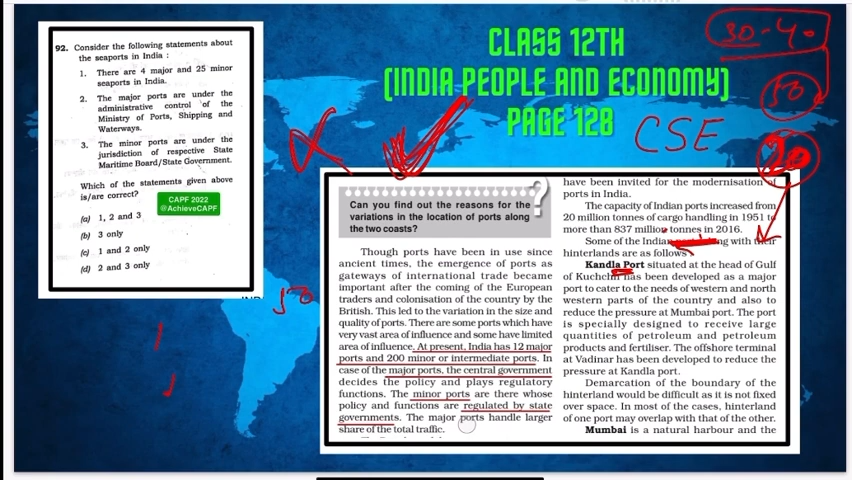 92. Consider the following statements about
the seaports in India :
1. There are 4 major and 25 minor
seaports in India.
2. The major ports are under the
administrative control of the
Ministry of Ports, Shipping and
Waterways.
3. The minor ports are under the
jurisdiction of respective State
Maritime Board/State Government.
Which of the statements given above
is/are correct?
CAPF 2022
@AchieveCAPF
(a) 1, 2 and 3
(b) 3 only
(c) 1 and 2 only
(d) 2 and 3 only
CLASS 12TH
(INDIA PEOPLE AND ECONOMY)
PAGE 128
30-40
50
20
CSE
50
Can you find out the reasons for the
variations in the location of ports along
the two coasts?
?
Though ports have been in use since
ancient times, the emergence of ports as
gateways of international trade became
important after the coming of the European
traders and colonisation of the country by the
British. This led to the variation in the size and
quality of ports. There are some ports which have
very vast area of influence and some have limited
area of influence. At present, India has 12 major
ports and 200 minor or intermediate ports. In
case of the major ports, the central government
decides the policy and plays regulatory
functions. The minor ports are there whose
policy and functions are regulated by state
governments. The major ports handle larger
share of the total traffic.
have been invited for the modernisation of
ports in India.
The capacity of Indian ports increased from
20 million tonnes of cargo handling in 1951 to
more than 837 million tonnes in 2016.
Some of the Indian along with their
hinterlands are as follows
Kandla Port situated at the head of Gulf
of Kuchchh has been developed as a major
port to cater to the needs of western and north
western parts of the country and also to
reduce the pressure at Mumbai port. The port
is specially designed to receive large
quantities of petroleum and petroleum
products and fertiliser. The offshore terminal
at Vadinar has been developed to reduce the
pressure at Kandla port.
Demarcation of the boundary of the
hinterland would be difficult as it is not fixed
over space. In most of the cases, hinterland
of one port may overlap with that of the other.
Mumbai is a natural harbour and the